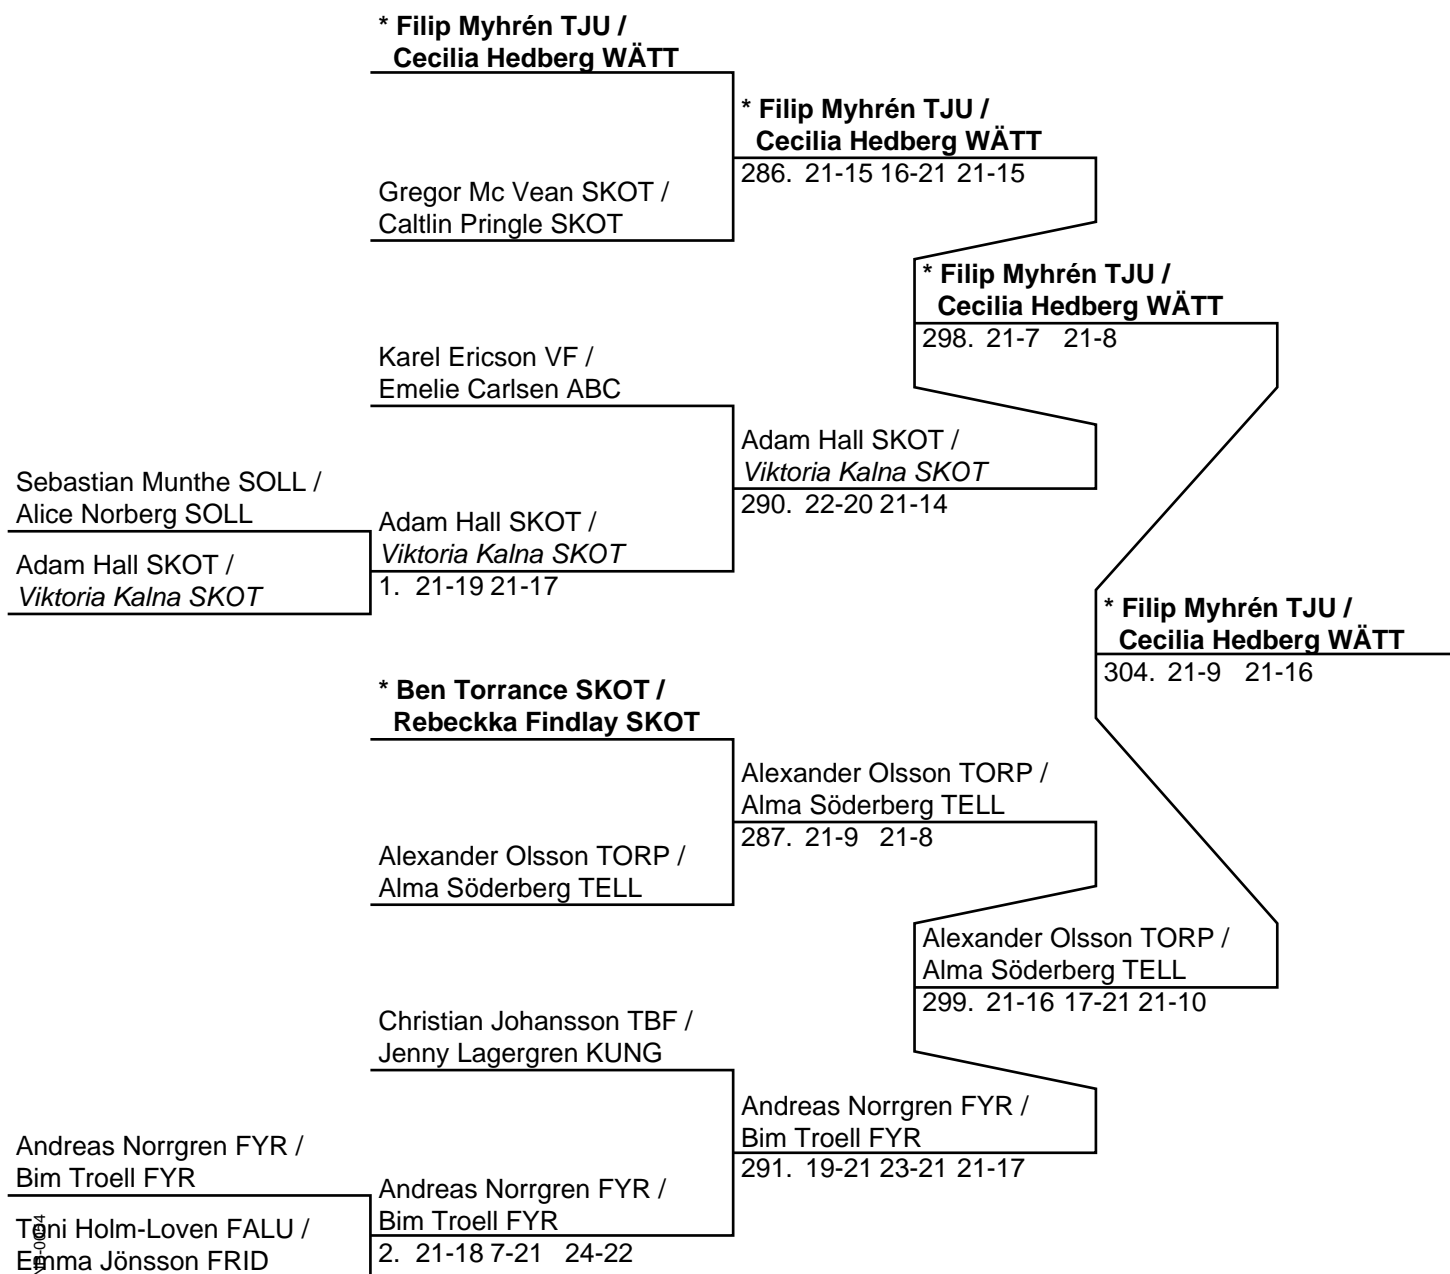 * Filip Myhrén TJU /
Cecilia Hedberg WÄTT
* Filip Myhrén TJU /
Cecilia Hedberg WÄTT
286. 21-15 16-21 21-15
Gregor Mc Vean SKOT /
Caltlin Pringle SKOT
* Filip Myhrén TJU /
Cecilia Hedberg WÄTT
298. 21-7 21-8
Karel Ericson VF /
Emelie Carlsen ABC
Adam Hall SKOT /
Viktoria Kalna SKOT
290. 22-20 21-14
Sebastian Munthe SOLL /
Alice Norberg SOLL
Adam Hall SKOT /
Viktoria Kalna SKOT
1. 21-19 21-17
Adam Hall SKOT /
Viktoria Kalna SKOT
* Filip Myhrén TJU /
Cecilia Hedberg WÄTT
304. 21-9 21-16
* Ben Torrance SKOT /
Rebeckka Findlay SKOT
Alexander Olsson TORP /
Alma Söderberg TELL
287. 21-9 21-8
Alexander Olsson TORP /
Alma Söderberg TELL
Alexander Olsson TORP /
Alma Söderberg TELL
299. 21-16 17-21 21-10
Christian Johansson TBF /
Jenny Lagergren KUNG
Andreas Norrgren FYR /
Bim Troell FYR
291. 19-21 23-21 21-17
Andreas Norrgren FYR /
Bim Troell FYR
Andreas Norrgren FYR /
Bim Troell FYR
2. 21-18 7-21 24-22
Toni Holm-Loven FALU /
Emma Jönsson FRID